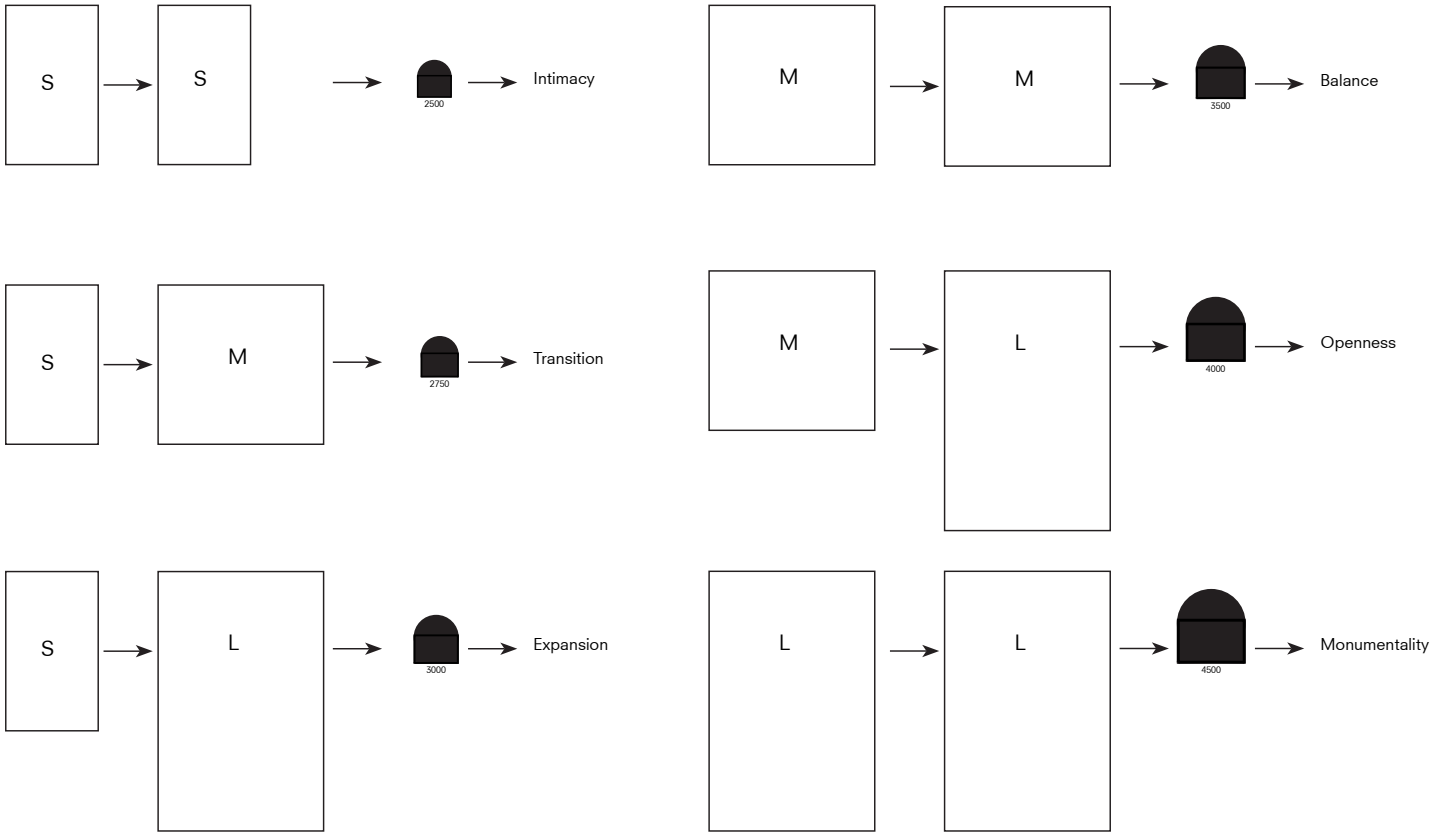 S
S
2500
Intimacy
M
M
3500
Balance
S
M
2750
Transition
M
L
4000
Openness
S
L
3000
Expansion
L
L
4500
Monumentality